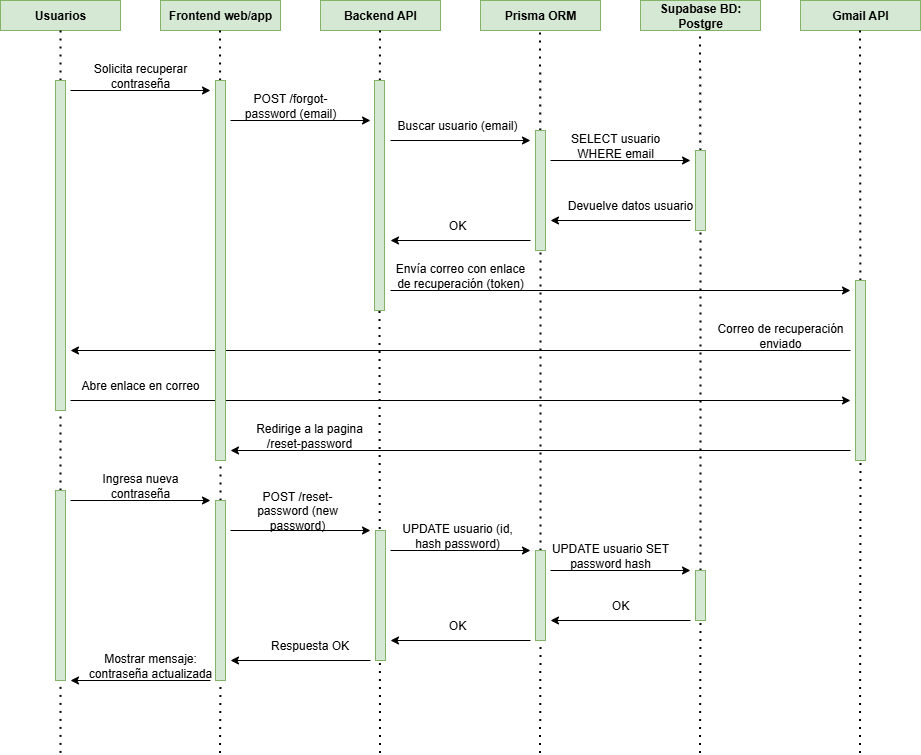 Usuarios
Frontend web/app
Backend API
Prisma ORM
Supabase BD:
Postgre
Gmail API
Solicita recuperar
contraseña
POST /forgot-
password (email)
Buscar usuario (email)
SELECT usuario
WHERE email
Devuelve datos usuario
OK
Envía correo con enlace
de recuperación (token)
Correo de recuperación
enviado
Abre enlace en correo
Redirige a la pagina
/reset-password
Ingresa nueva
contraseña
POST /reset-
password (new
password)
UPDATE usuario (id,
hash password)
UPDATE usuario SET
password hash
OK
OK
Respuesta OK
Mostrar mensaje:
contraseña actualizada